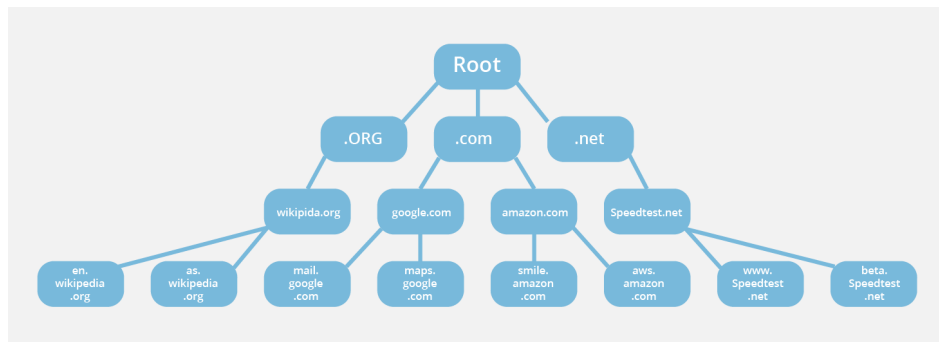 Root
.ORG
.com
.net
wikipida.org
google.com
amazon.com
Speedtest.net
en.
wikipedia
.org
as.
wikipedia
.org
mail.
google
.com
maps.
google
.com
smile.
amazon
.com
aws.
amazon
.com
www.
Speedtest
.net
beta.
Speedtest
.net